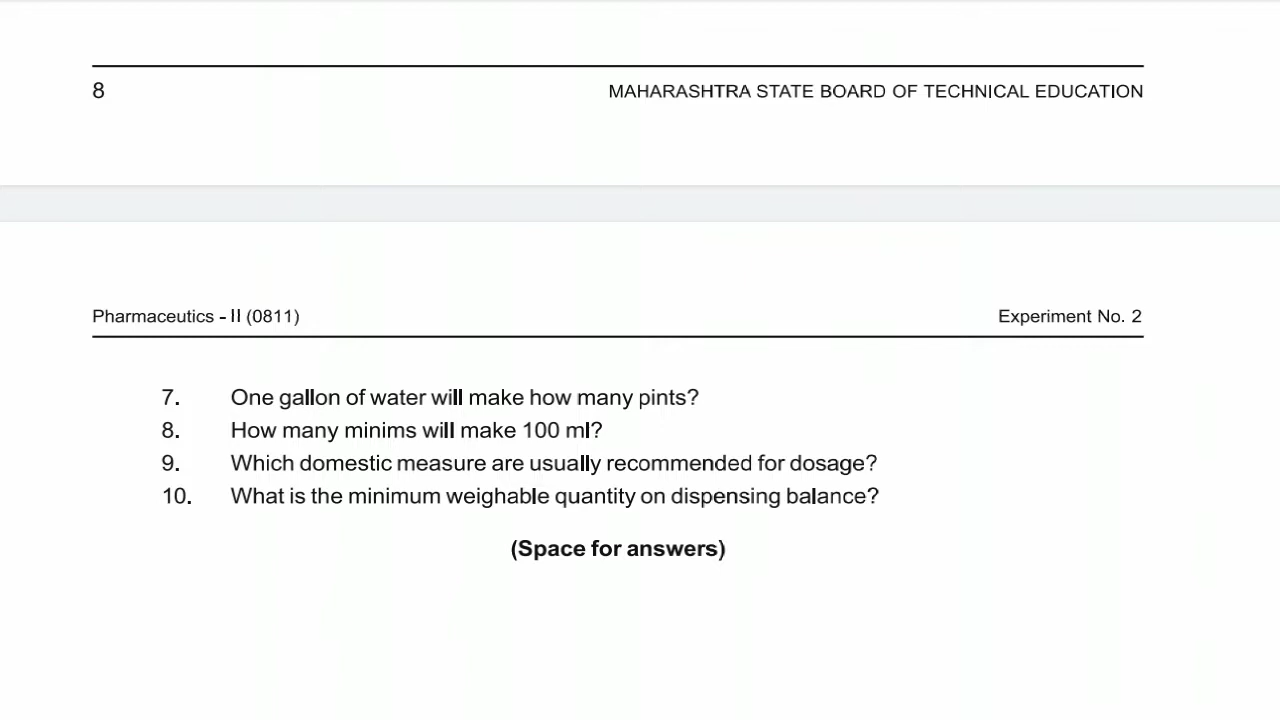 8 MAHARASHTRA STATE BOARD OF TECHNICAL EDUCATION
Pharmaceutics - II (0811) Experiment No. 2
7. One gallon of water will make how many pints?
8. How many minims will make 100 ml?
9. Which domestic measure are usually recommended for dosage?
10. What is the minimum weighable quantity on dispensing balance?
(Space for answers)